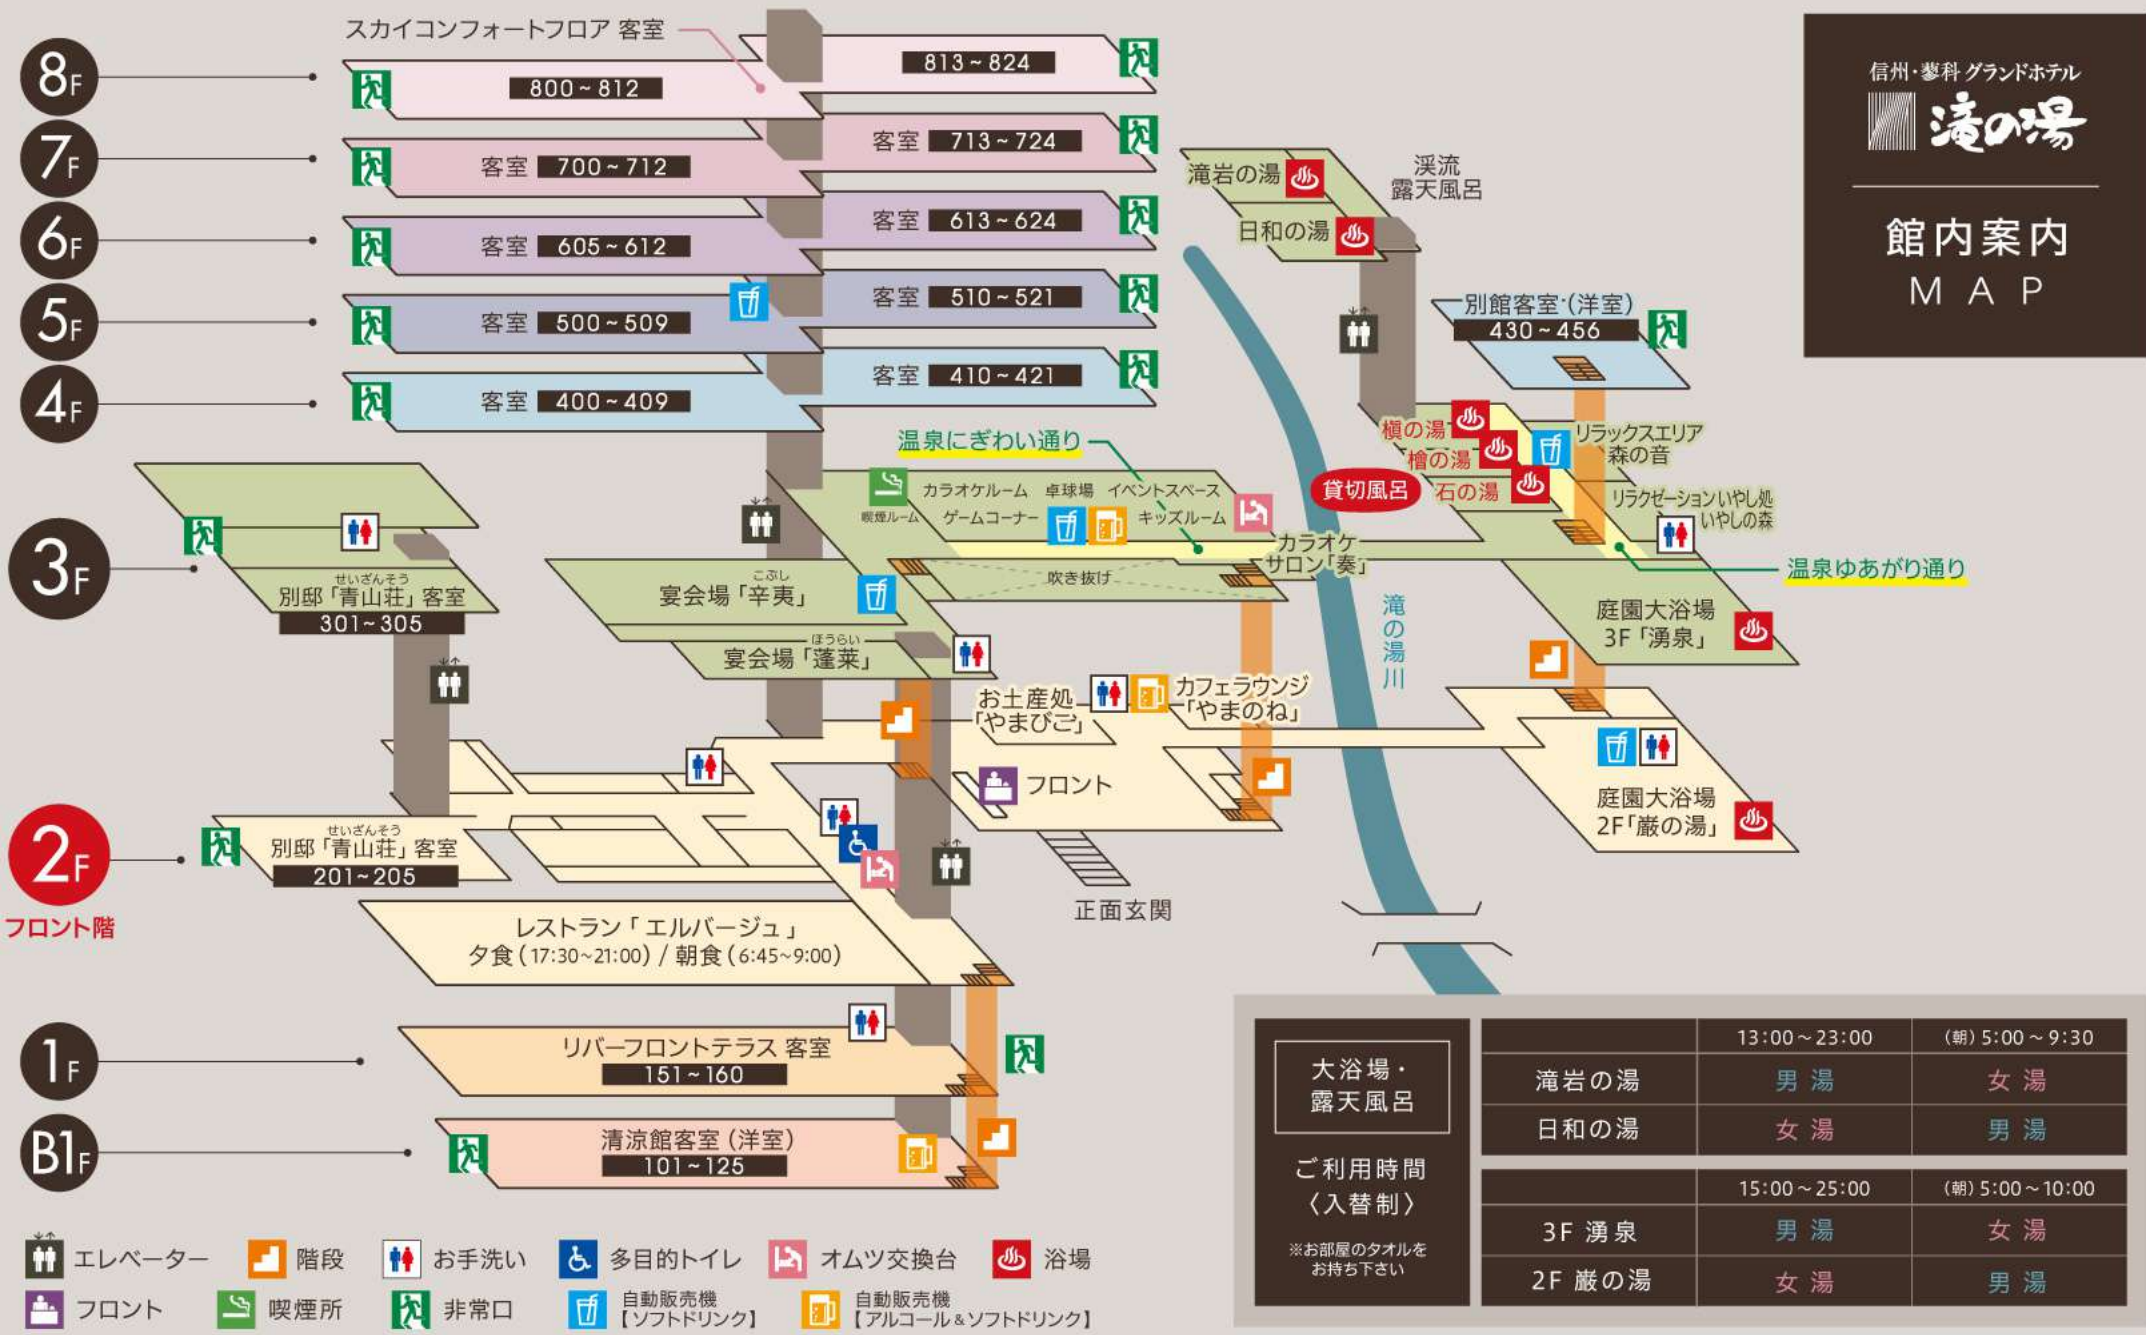 信州・蓼科 グランドホテル
滝の湯
館内案内
MAP
スカイコンフォートフロア 客室
8F
800~812
813~824
7F
客室 700~712
客室 713~724
6F
客室 605~612
客室 613~624
5F
客室 500~509
客室 510~521
4F
客室 400~409
客室 410~421
滝岩の湯
日和の湯
渓流
露天風呂
別館客室(洋室)
430~456
温泉にぎわい通り
槇の湯
檜の湯
石の湯
貸切風呂
リラックスエリア
森の音
リラクゼーションいやし処
いやしの森
温泉ゆあがり通り
3F
別邸「青山荘」客室
せいざんそう
301~305
喫煙ルーム
カラオケルーム 卓球場 イベントスペース
ゲームコーナー
キッズルーム
カラオケ
サロン「奏」
吹き抜け
こぶし
宴会場「辛夷」
ほうらい
宴会場「蓬莱」
庭園大浴場
3F「湧泉」
滝の湯川
お土産処
「やまびこ」
カフェラウンジ
「やまのね」
フロント
正面玄関
庭園大浴場
2F「巌の湯」
2F
フロント階
せいざんそう
別邸「青山荘」客室
201~205
レストラン「エルバージュ」
夕食(17:30~21:00) / 朝食(6:45~9:00)
1F
リバーフロントテラス 客室
151~160
B1F
清涼館客室(洋室)
101~125
エレベーター
階段
お手洗い
多目的トイレ
オムツ交換台
浴場
フロント
喫煙所
非常口
自動販売機
【ソフトドリンク】
自動販売機
【アルコール&ソフトドリンク】
大浴場・
露天風呂
ご利用時間
〈入替制〉
※お部屋のタオルを
お持ち下さい
13:00~23:00 (朝)5:00~9:30
滝岩の湯 男湯 女湯
日和の湯 女湯 男湯
15:00~25:00 (朝)5:00~10:00
3F 湧泉 男湯 女湯
2F 巌の湯 女湯 男湯